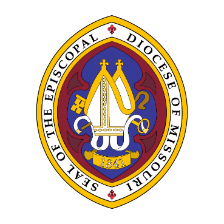 SEAL OF THE EPISCOPAL DIOCESE OF MISSOURI